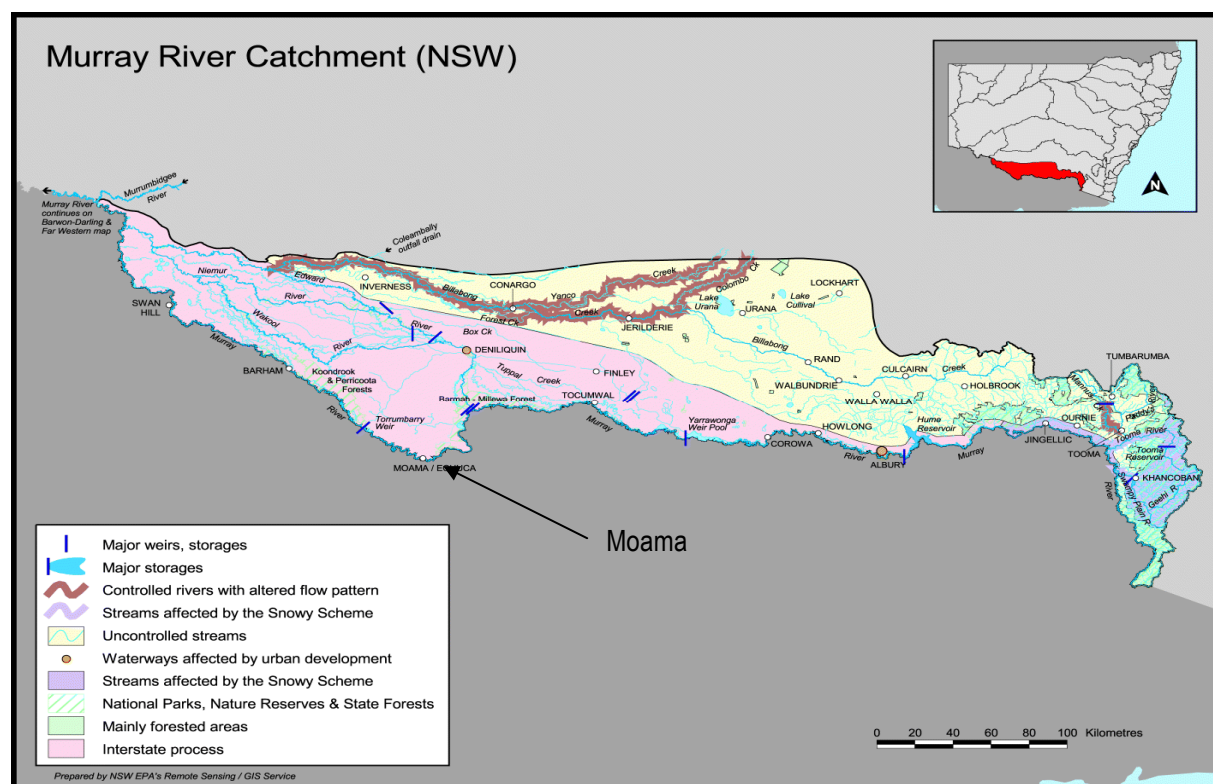 Murray River Catchment (NSW)
N
Murrumbidgee
River
Murray River
continues on
Barwon-Darling &
Far Western map
Coleambally
outfall drain
Niemur
River
Edward
River
INVERNESS
Billabong
CONARGO
Yanco
Creek
Colombo Ck
Creek
Forest Ck
JERILDERIE
Lake
Urana
URANA
Lake
Cullival
LOCKHART
SWAN
HILL
Wakool
River
Box Ck
DENILIQUIN
Billabong
Creek
RAND
CULCAIRN
WALBUNDRIE
HOLBROOK
WALLA WALLA
TUMBARUMBA
Mannus Ck
Murray
River
BARHAM
Koondrook
& Perricoota
Forests
Tuppal
Creek
FINLEY
Barmah - Millewa Forest
TOCUMWAL
Torrumbarry
Weir
Murray
River
Yarrawonga
Weir Pool
COROWA
HOWLONG
Hume
Reservoir
ALBURY
Murray
River
JINGELLIC
OURNIE
TOOMA
Tooma River
Tooma
Reservoir
KHANCOBAN
Swampy Plain R
Geehi R
MOAMA / ECHUCA
Moama
Major weirs, storages
Major storages
Controlled rivers with altered flow pattern
Streams affected by the Snowy Scheme
Uncontrolled streams
Waterways affected by urban development
Streams affected by the Snowy Scheme
National Parks, Nature Reserves & State Forests
Mainly forested areas
Interstate process
0 20 40 60 80 100 Kilometres
Prepared by NSW EPA's Remote Sensing / GIS Service